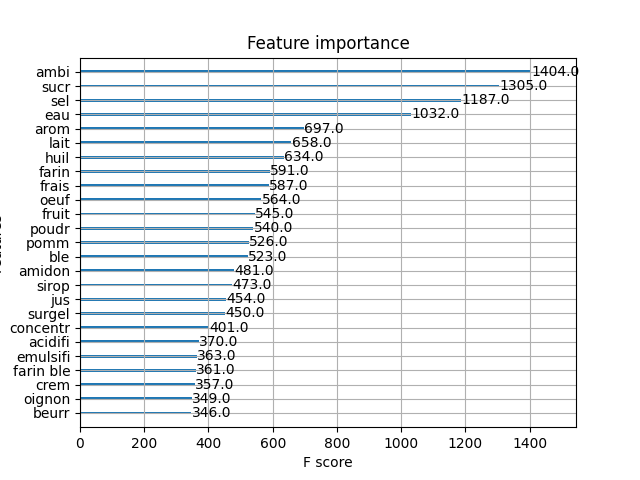 Feature importance
ambi 1404.0
sucr 1305.0
sel 1187.0
eau 1032.0
arom 697.0
lait 658.0
huil 634.0
farin 591.0
frais 587.0
oeuf 564.0
fruit 545.0
poudr 540.0
pomm 526.0
ble 523.0
amidon 481.0
sirop 473.0
jus 454.0
surgel 450.0
concentr 401.0
acidifi 370.0
emulsifi 363.0
farin ble 361.0
crem 357.0
oignon 349.0
beurr 346.0
0 200 400 600 800 1000 1200 1400
F score